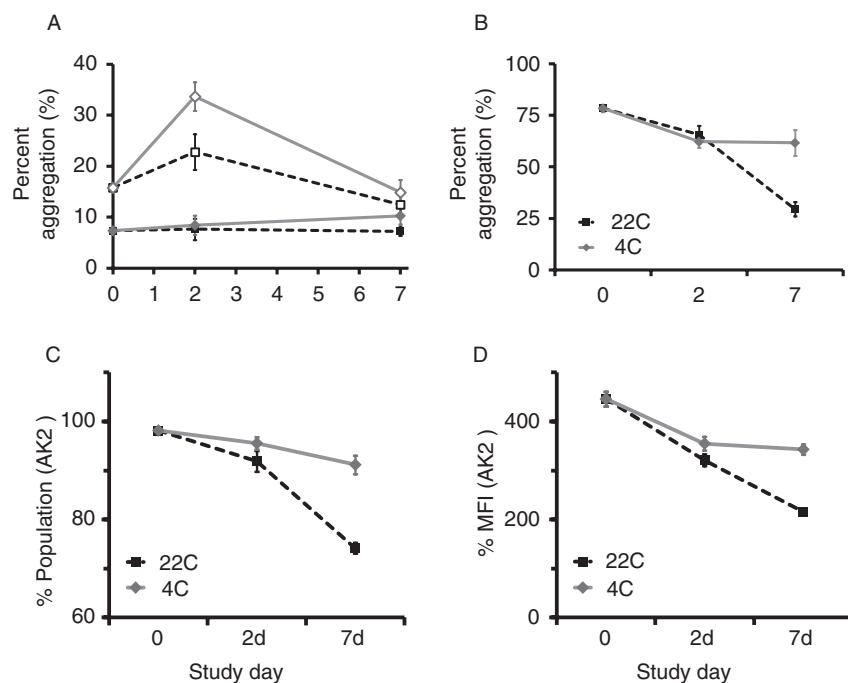 A
Percent
aggregation (%)
40
30
20
10
0
0 1 2 3 4 5 6 7
B
Percent
aggregation (%)
100
75
50
25
0
22C
4C
0 2 7
C
% Population (AK2 )
100
80
60
22C
4C
0 2d 7d
Study day
D
% MFI (AK2 )
400
200
0
22C
4C
0 2d 7d
Study day